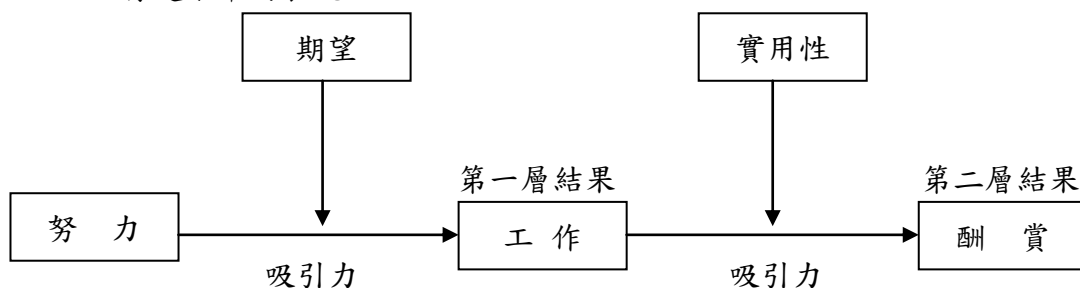 期望
實用性
第一層結果
第二層結果
努 力
工 作
酬 賞
吸引力
吸引力